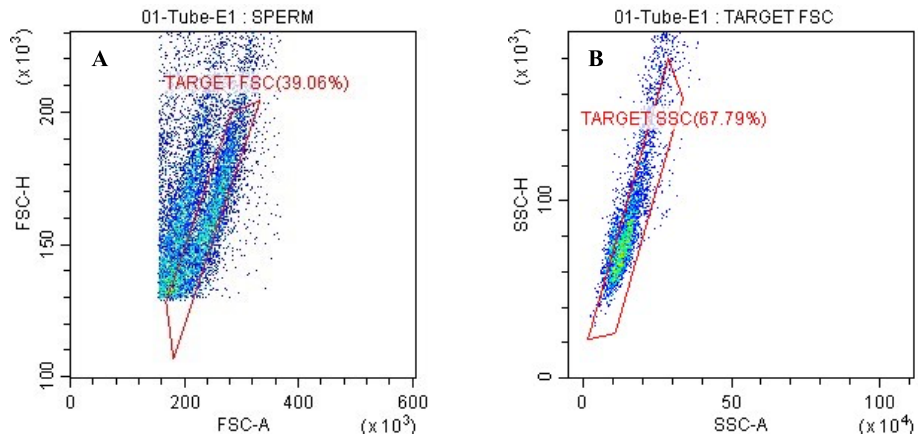 01-Tube-E1 : SPERM
A
TARGET FSC(39.06%)
(x 10³)
200
150
100
FSC-H
0
200
400
600
FSC-A
(x 10³)
01-Tube-E1 : TARGET FSC
B
TARGET SSC(67.79%)
(x 10³)
100
0
SSC-H
0
50
100
SSC-A
(x 10⁴)